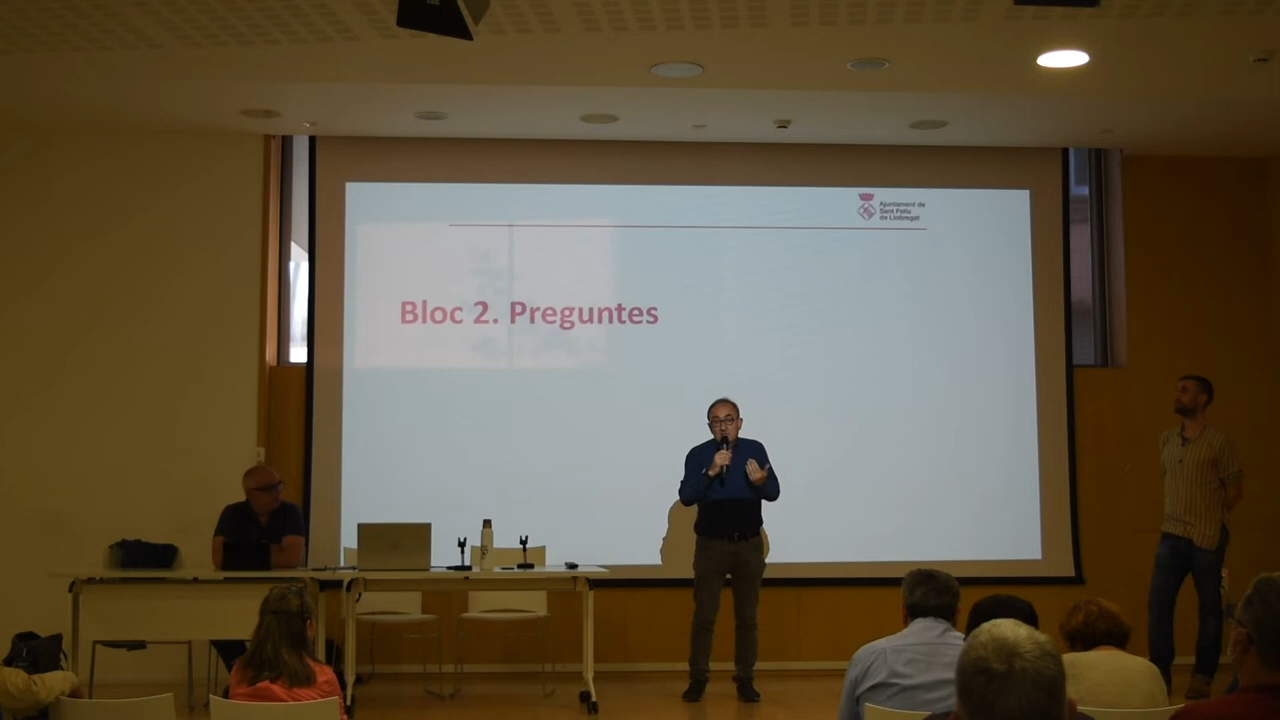 Ajuntament de
Sant Feliu
de Llobregat
Bloc 2. Preguntes